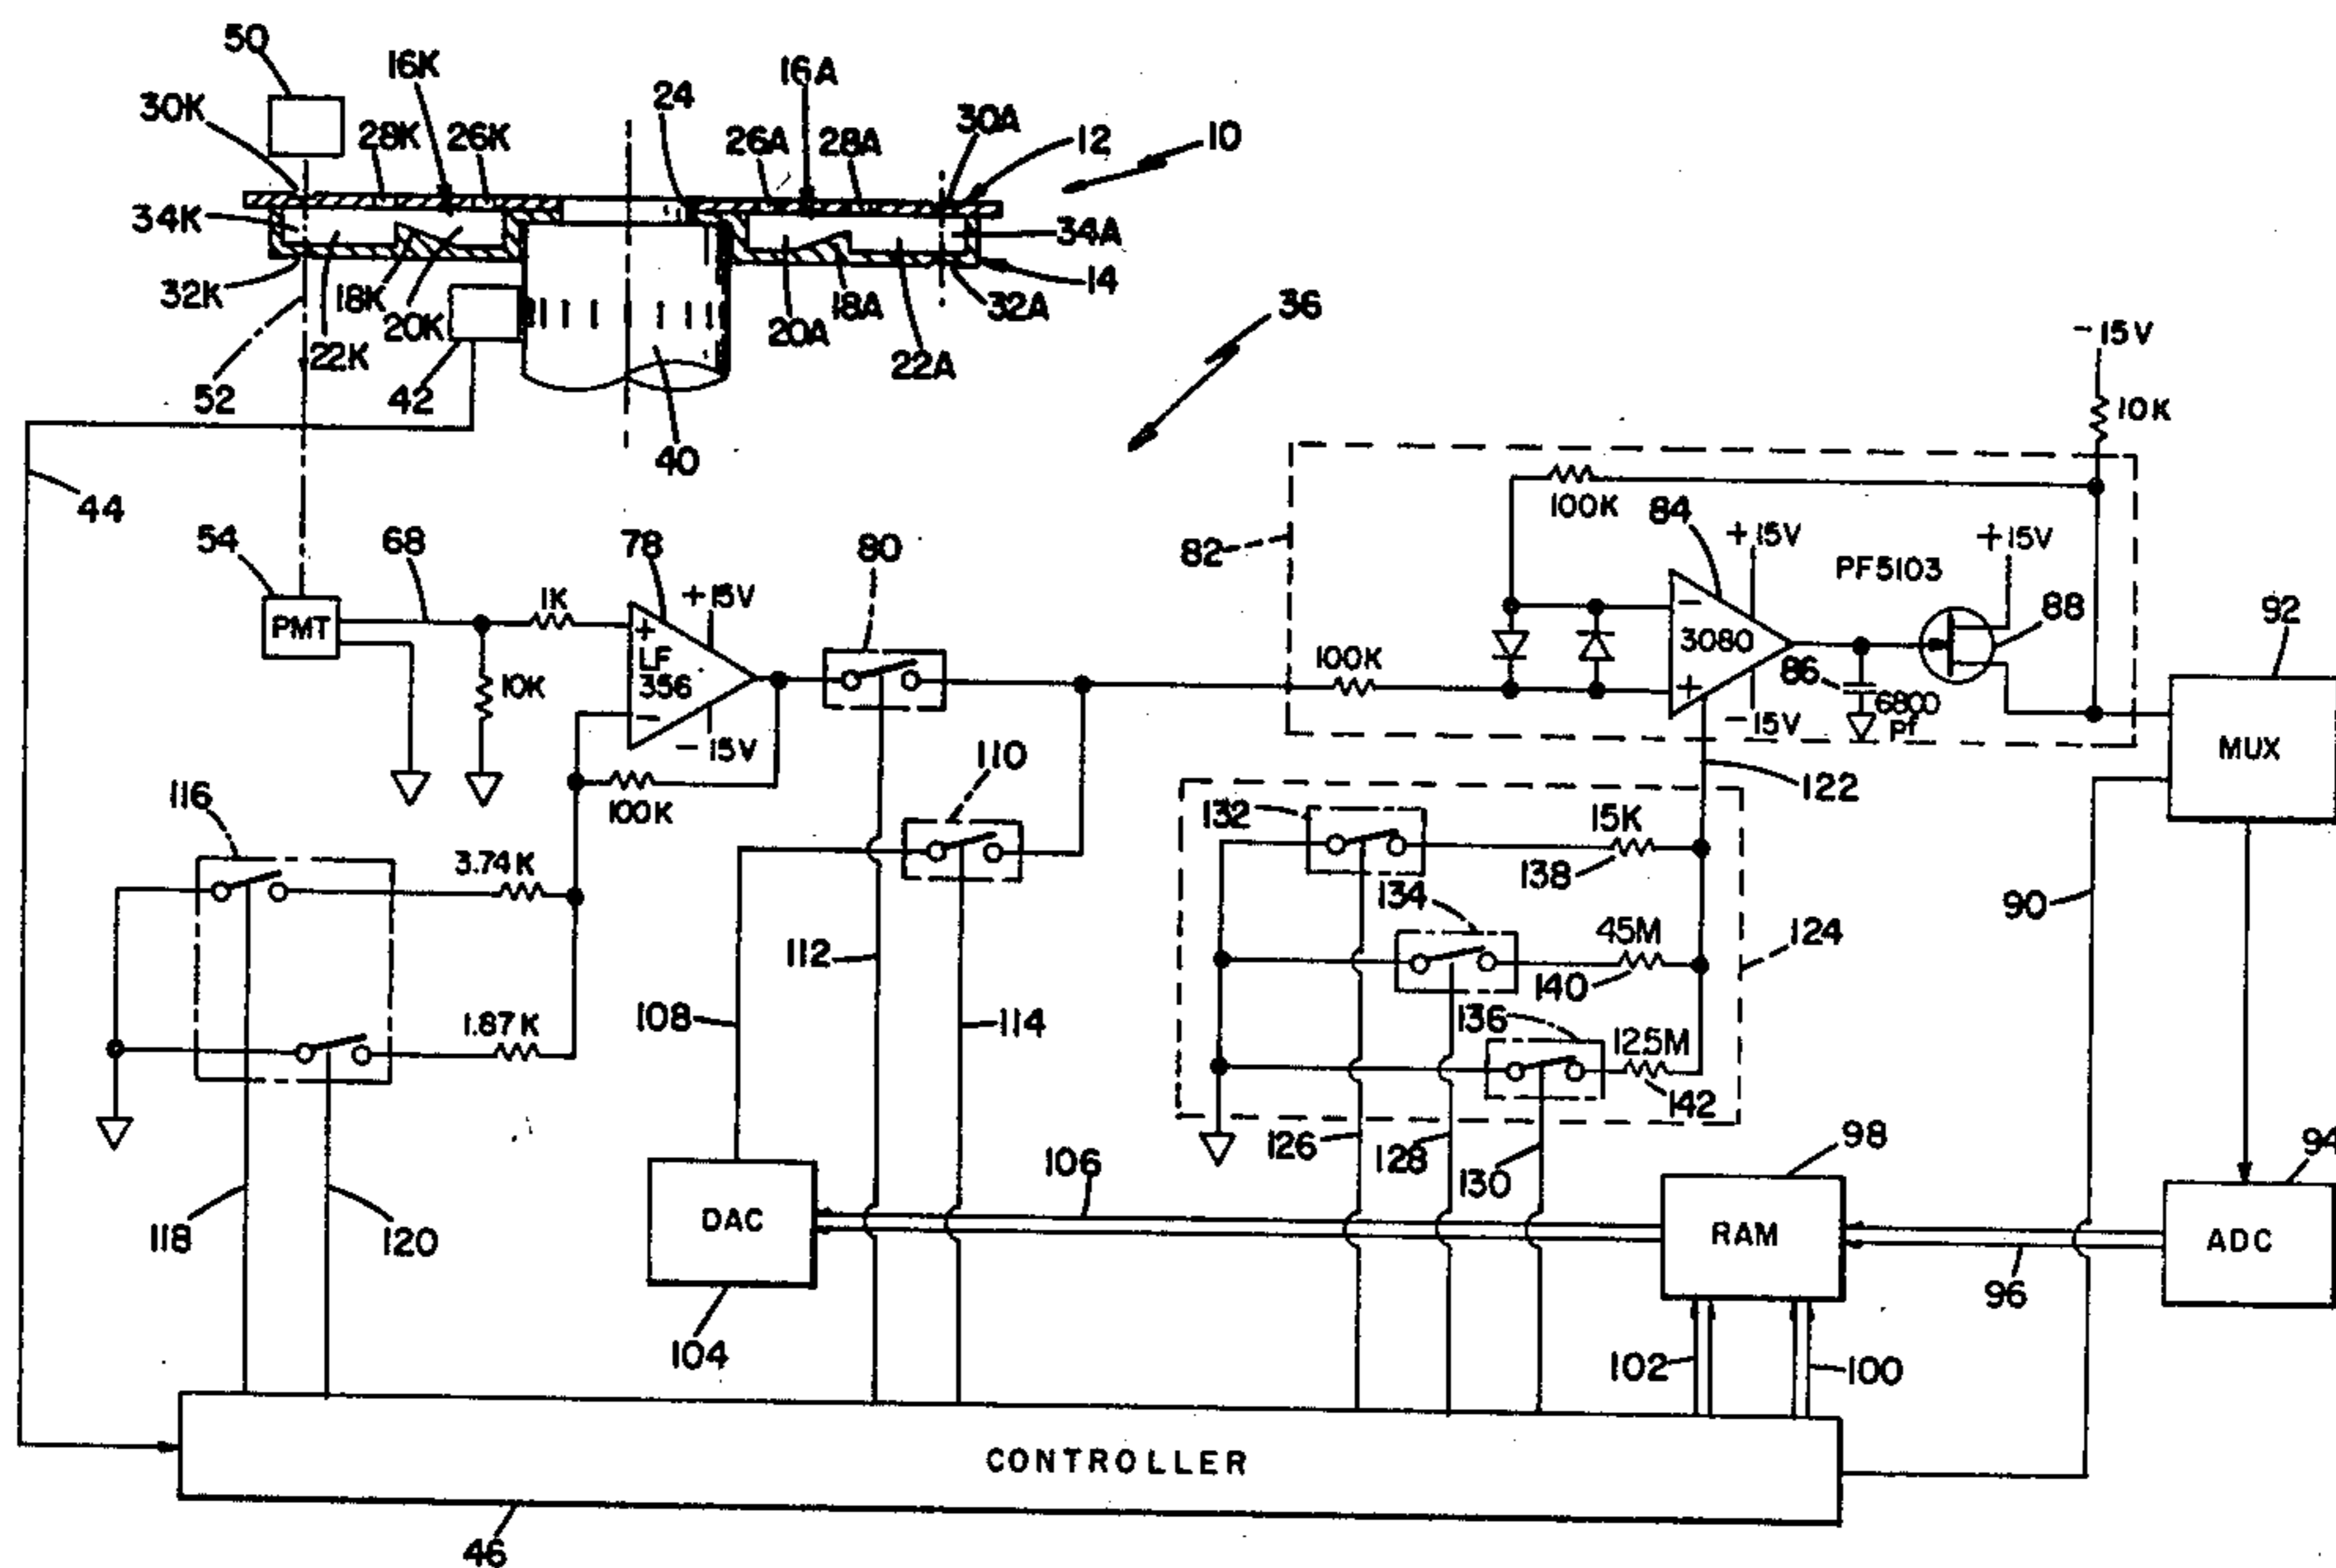 50
16K
16A
24
30K
28K
26K
26A
28A
30A
12
10
34K
34A
32K
18K
20K
22K
20A
18A
22A
32A
14
36
52
42
40
44
-15V
10K
100K
84
+15V
+15V
PF5103
82
88
92
54
68
78
80
1K
+15V
PMT
+
LF
356
-
-15V
10K
100K
-
3080
+
-15V
86
6800
Pf
MUX
122
116
100K
110
132
15K
138
134
3.74K
112
45M
140
124
90
108
114
136
12.5M
142
1.87K
126
128
130
98
94
118
120
106
DAC
RAM
ADC
96
104
102
100
CONTROLLER
46